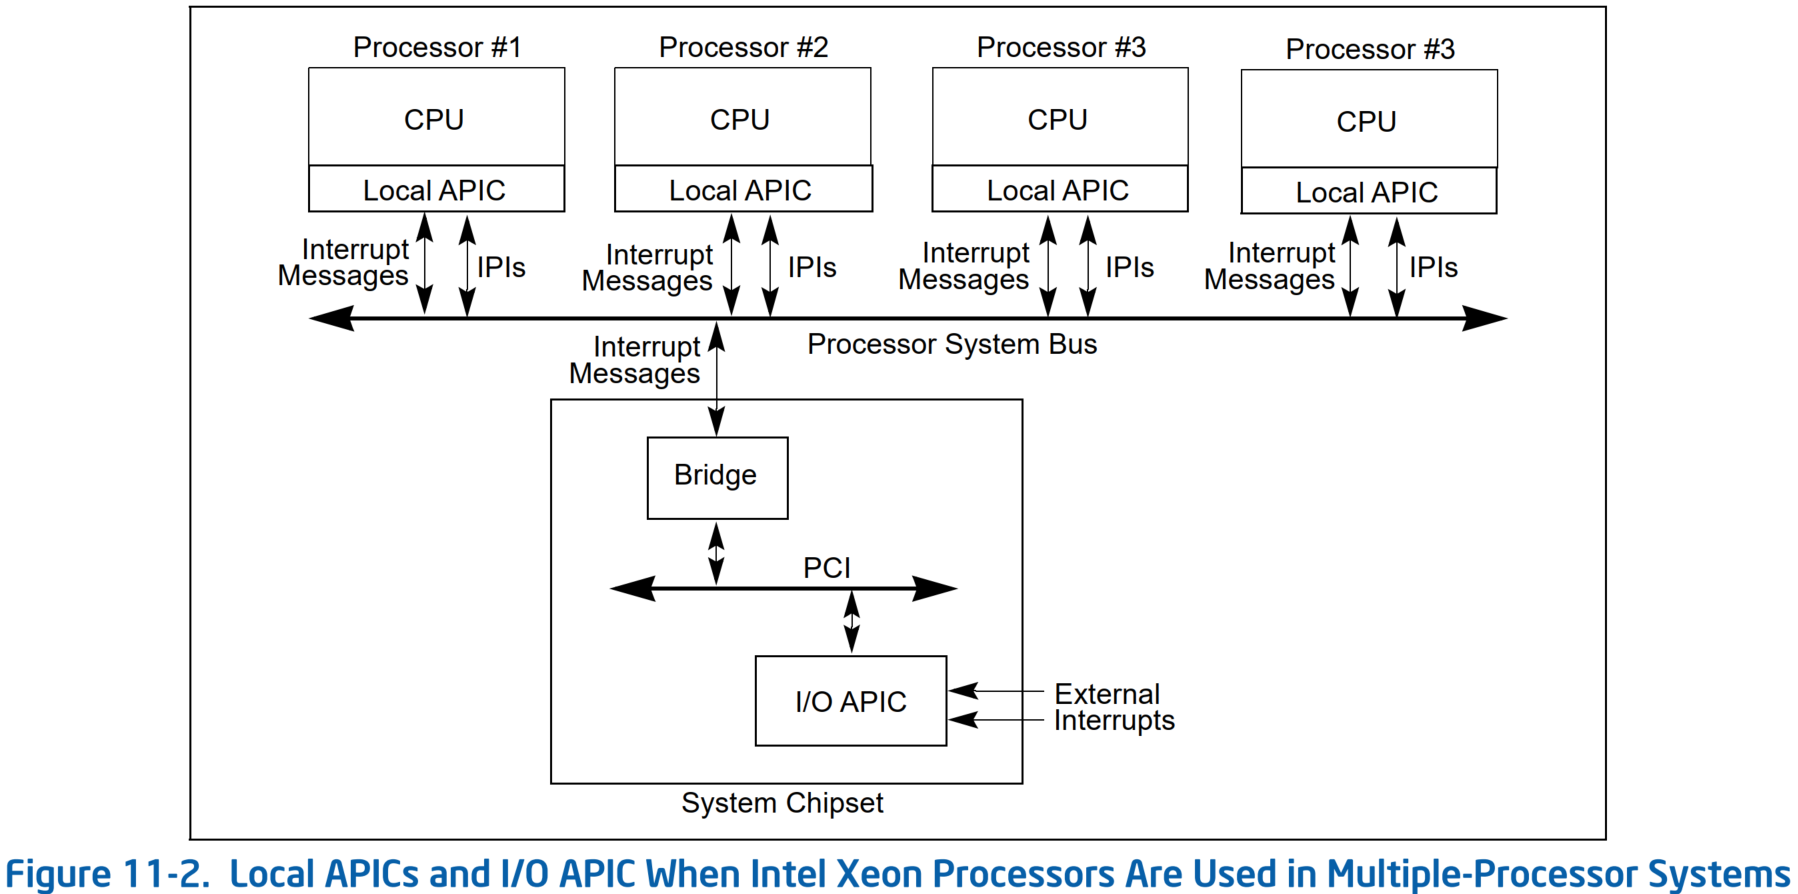 Processor #1
Processor #2
Processor #3
Processor #3
CPU
CPU
CPU
CPU
Local APIC
Local APIC
Local APIC
Local APIC
Interrupt
Messages
IPIs
Interrupt
Messages
IPIs
Interrupt
Messages
IPIs
Interrupt
Messages
IPIs
Processor System Bus
Interrupt
Messages
Bridge
PCI
I/O APIC
External
Interrupts
System Chipset
Figure 11-2. Local APICs and I/O APIC When Intel Xeon Processors Are Used in Multiple-Processor Systems